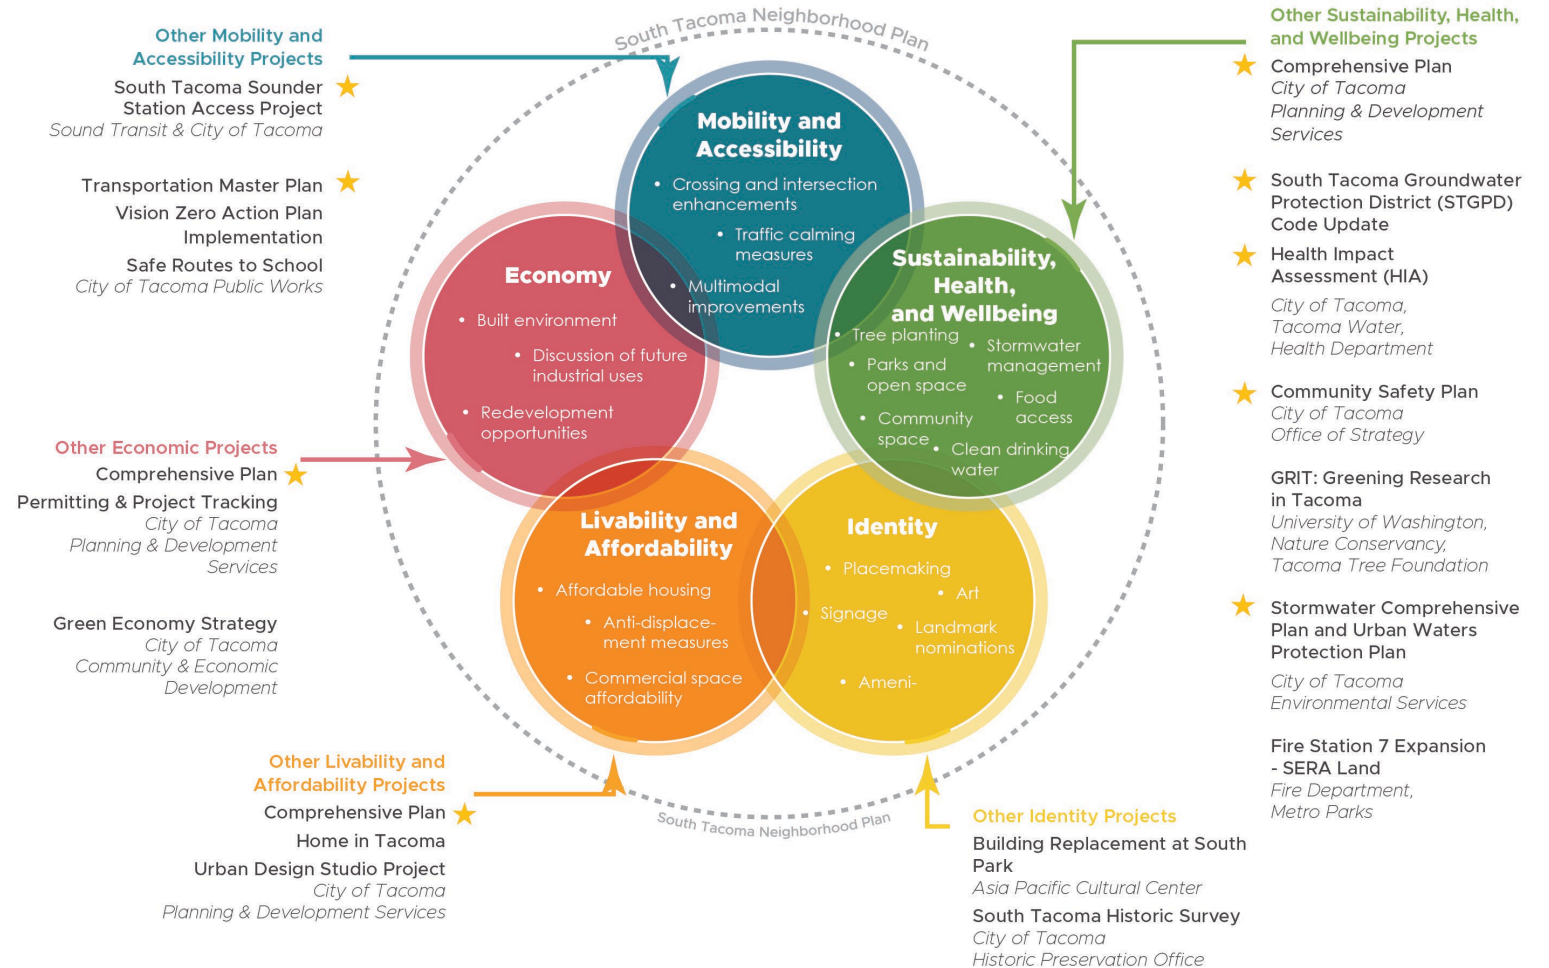 South Tacoma Neighborhood Plan
Other Mobility and
Accessibility Projects
South Tacoma Sounder
Station Access Project
Sound Transit & City of Tacoma
Transportation Master Plan
Vision Zero Action Plan
Implementation
Safe Routes to School
City of Tacoma Public Works
Other Economic Projects
Comprehensive Plan
Permitting & Project Tracking
City of Tacoma
Planning & Development
Services
Green Economy Strategy
City of Tacoma
Community & Economic
Development
Other Livability and
Affordability Projects
Comprehensive Plan
Home in Tacoma
Urban Design Studio Project
City of Tacoma
Planning & Development Services
Mobility and
Accessibility
• Crossing and intersection
enhancements
• Traffic calming
measures
• Multimodal
improvements
Economy
• Built environment
• Discussion of future
industrial uses
• Redevelopment
opportunities
Sustainability,
Health,
and Wellbeing
• Tree planting
• Stormwater
management
• Parks and
open space
• Food
access
• Community
space
• Clean drinking
water
Livability and
Affordability
• Affordable housing
• Anti-displace-
ment measures
• Commercial space
affordability
Identity
• Placemaking
• Art
• Signage
• Landmark
nominations
• Ameni-
South Tacoma Neighborhood Plan
Other Sustainability, Health,
and Wellbeing Projects
Comprehensive Plan
City of Tacoma
Planning & Development
Services
South Tacoma Groundwater
Protection District (STGPD)
Code Update
Health Impact
Assessment (HIA)
City of Tacoma,
Tacoma Water,
Health Department
Community Safety Plan
City of Tacoma
Office of Strategy
GRIT: Greening Research
in Tacoma
University of Washington,
Nature Conservancy,
Tacoma Tree Foundation
Stormwater Comprehensive
Plan and Urban Waters
Protection Plan
City of Tacoma
Environmental Services
Fire Station 7 Expansion
- SERA Land
Fire Department,
Metro Parks
Other Identity Projects
Building Replacement at South
Park
Asia Pacific Cultural Center
South Tacoma Historic Survey
City of Tacoma
Historic Preservation Office